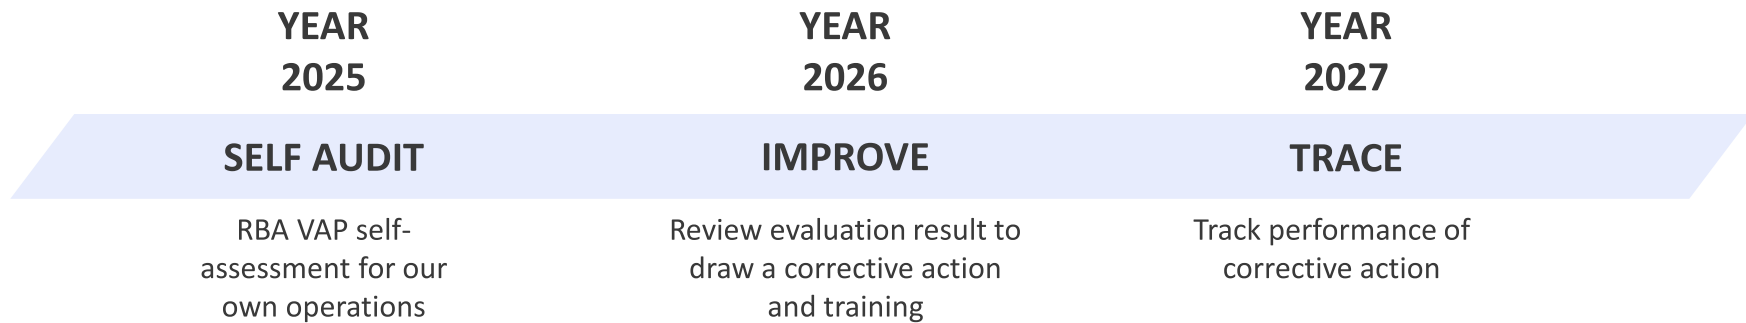 YEAR
2025
YEAR
2026
YEAR
2027
SELF AUDIT
IMPROVE
TRACE
RBA VAP self-
assessment for our
own operations
Review evaluation result to
draw a corrective action
and training
Track performance of
corrective action